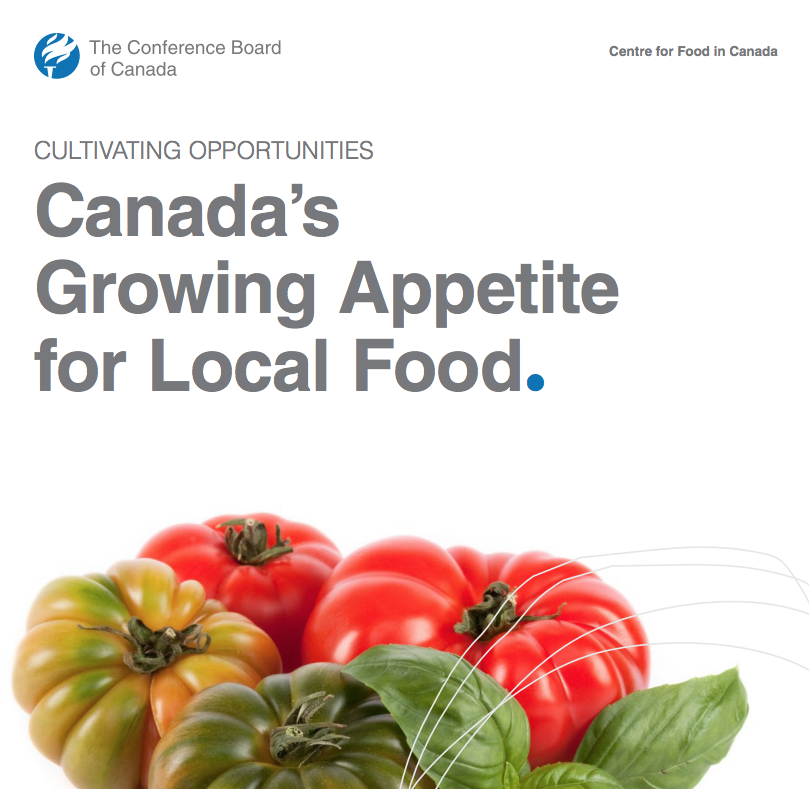 The Conference Board
of Canada
Centre for Food in Canada
CULTIVATING OPPORTUNITIES
Canada’s
Growing Appetite
for Local Food.